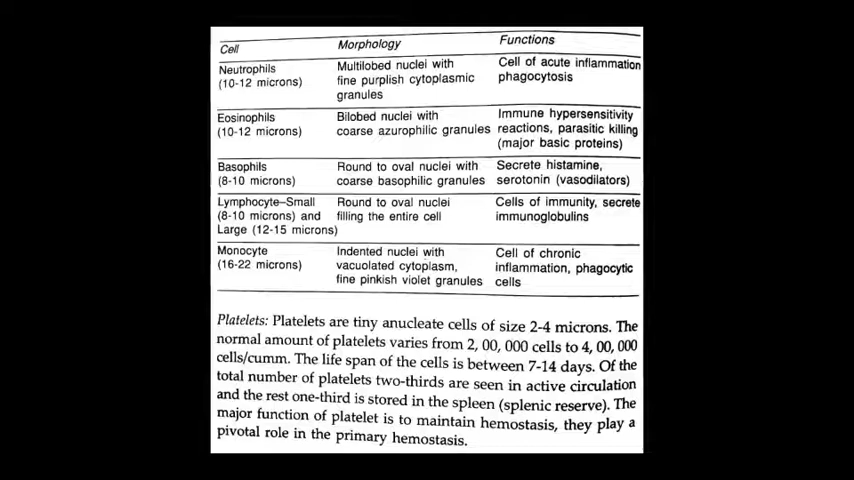 Cell Morphology Functions
Neutrophils Multilobed nuclei with Cell of acute inflammation
(10-12 microns) fine purplish cytoplasmic phagocytosis
granules
Eosinophils Bilobed nuclei with Immune hypersensitivity
(10-12 microns) coarse azurophilic granules reactions, parasitic killing
(major basic proteins)
Basophils Round to oval nuclei with Secrete histamine,
(8-10 microns) coarse basophilic granules serotonin (vasodilators)
Lymphocyte–Small Round to oval nuclei Cells of immunity, secrete
(8-10 microns) and filling the entire cell immunoglobulins
Large (12-15 microns)
Monocyte Indented nuclei with Cell of chronic
(16-22 microns) vacuolated cytoplasm, inflammation, phagocytic
fine pinkish violet granules cells
Platelets: Platelets are tiny anucleate cells of size 2-4 microns. The
normal amount of platelets varies from 2, 00, 000 cells to 4, 00, 000
cells/cumm. The life span of the cells is between 7-14 days. Of the
total number of platelets two-thirds are seen in active circulation
and the rest one-third is stored in the spleen (splenic reserve). The
major function of platelet is to maintain hemostasis, they play a
pivotal role in the primary hemostasis.